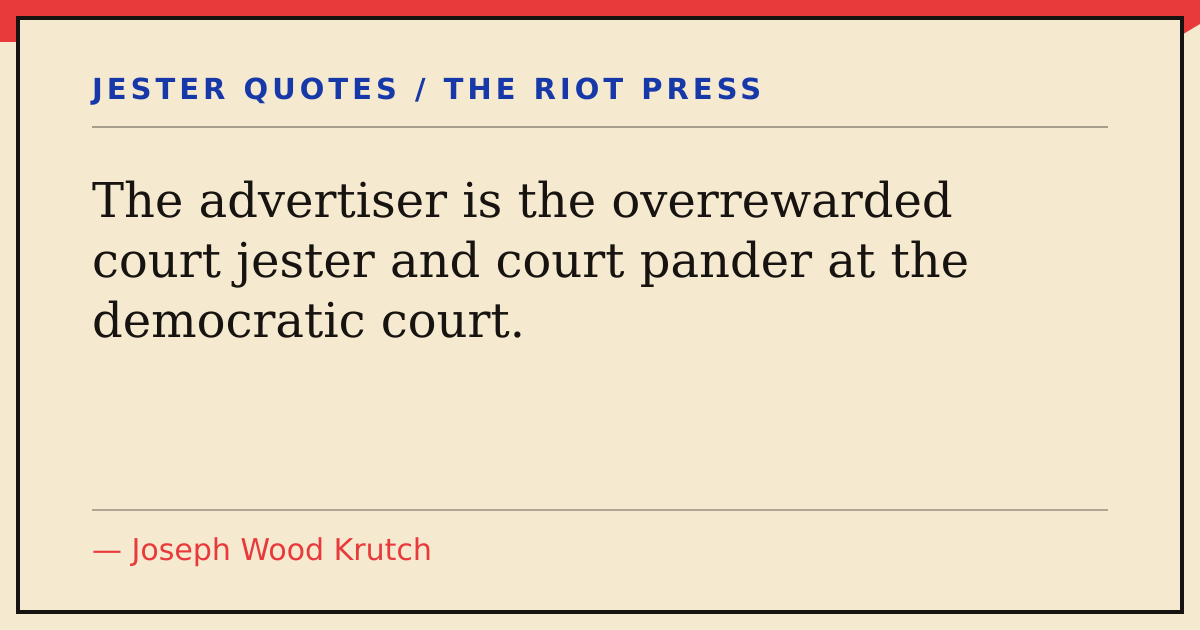 JESTER QUOTES / THE RIOT PRESS
The advertiser is the overrewarded
court jester and court pander at the
democratic court.
— Joseph Wood Krutch